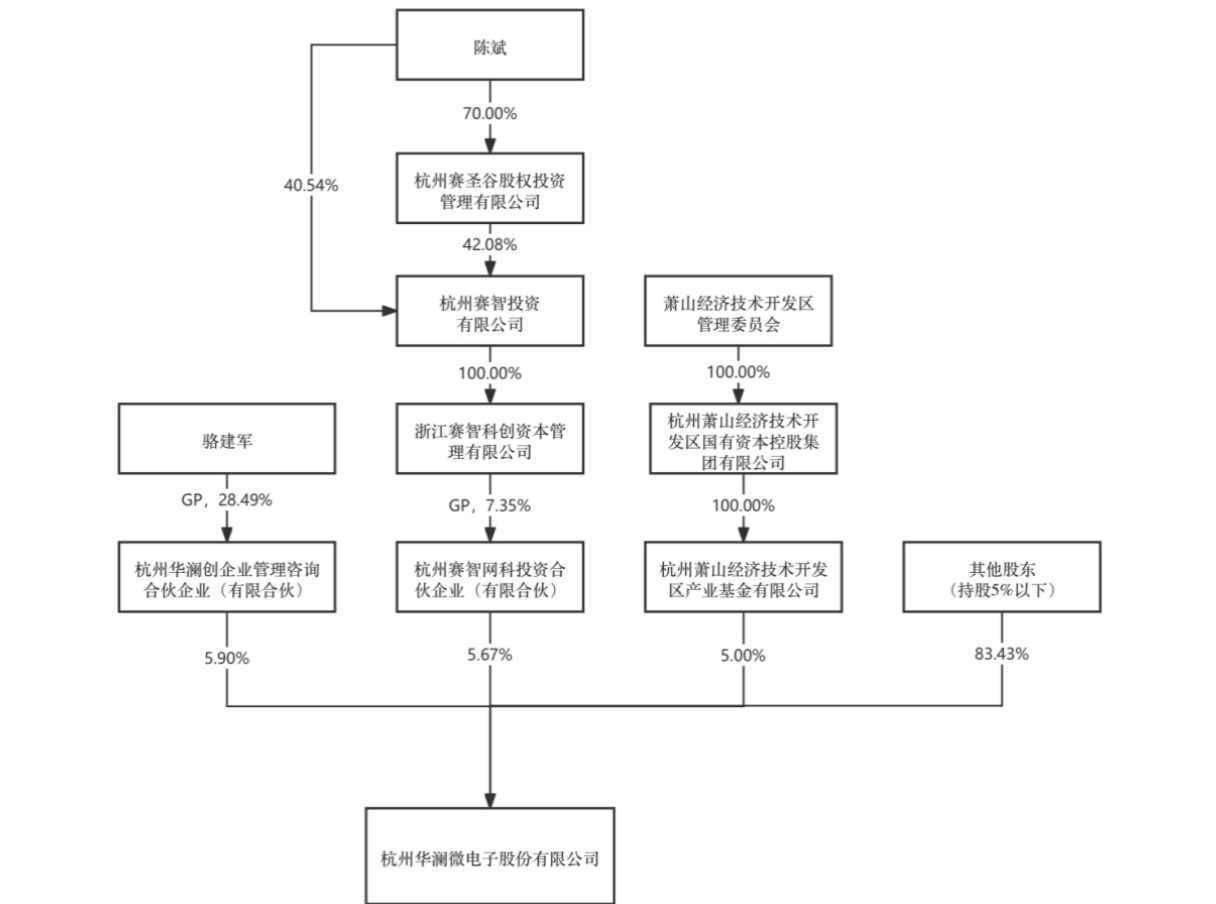 陈斌
70.00%
40.54%
杭州赛圣谷股权投资
管理有限公司
42.08%
杭州赛智投资
有限公司
萧山经济技术开发区
管理委员会
100.00%
100.00%
骆建军
浙江赛智科创资本管
理有限公司
杭州萧山经济技术开
发区国有资本控股集
团有限公司
GP，28.49%
GP，7.35%
100.00%
杭州华澜创企业管理咨询
合伙企业（有限合伙）
杭州赛智网科投资合
伙企业（有限合伙）
杭州萧山经济技术开发
区产业基金有限公司
其他股东
（持股5%以下）
5.90%
5.67%
5.00%
83.43%
杭州华澜微电子股份有限公司